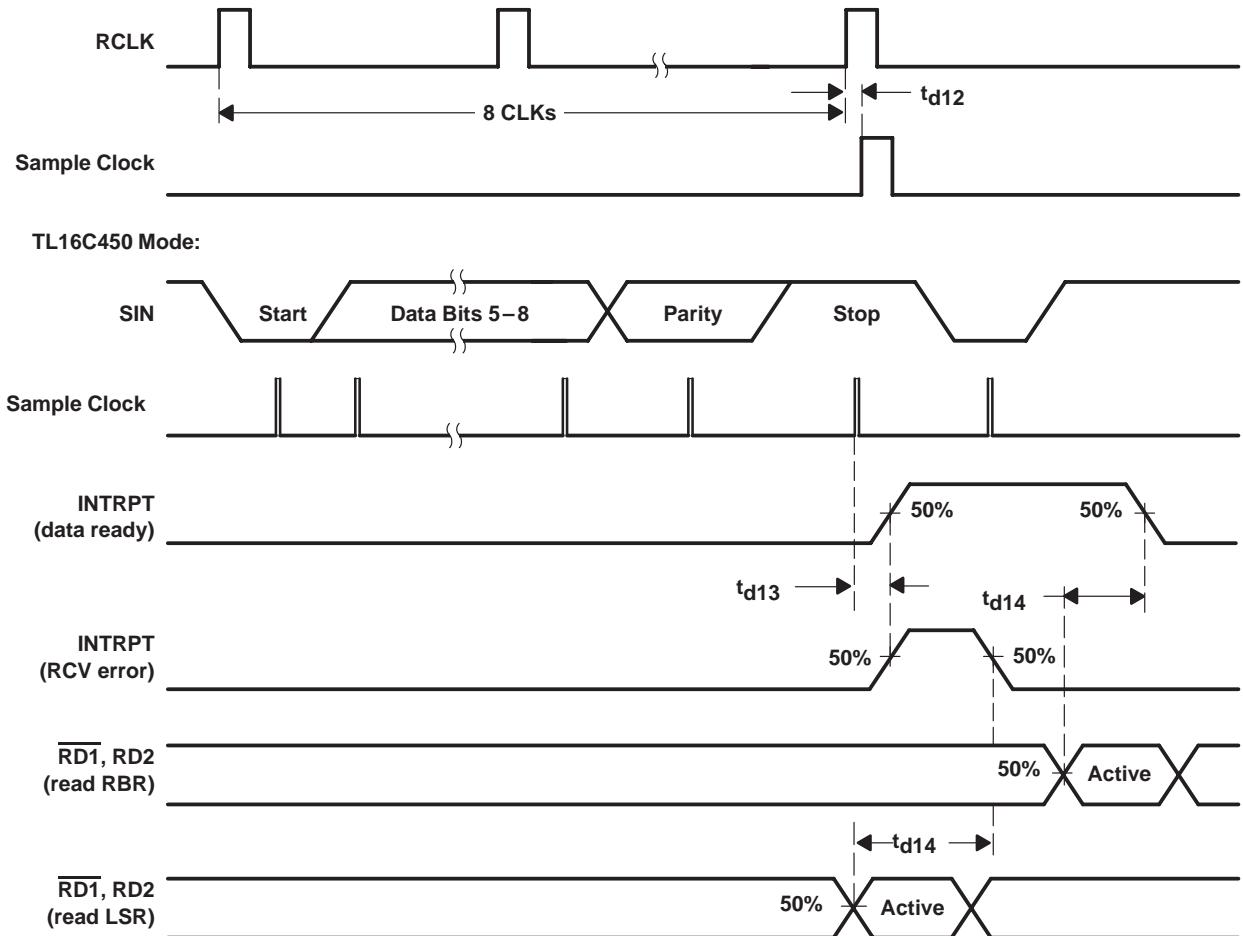 RCLK
td12
8 CLKs
Sample Clock
TL16C450 Mode:
SIN
Start
Data Bits 5–8
Parity
Stop
Sample Clock
INTRPT
(data ready)
50%
50%
td13
td14
INTRPT
(RCV error)
50%
50%
RD1, RD2
(read RBR)
50%
Active
td14
RD1, RD2
(read LSR)
50%
Active